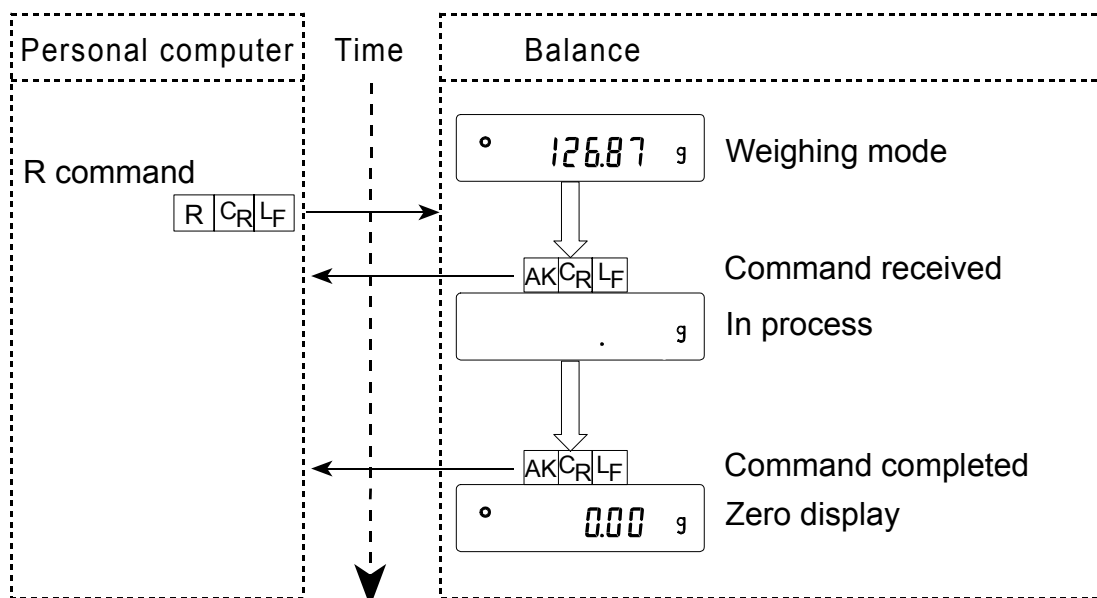 Personal computer Time Balance
126.87 g Weighing mode
R command
R CR LF
AK CR LF Command received
. g In process
AK CR LF Command completed
0.00 g Zero display